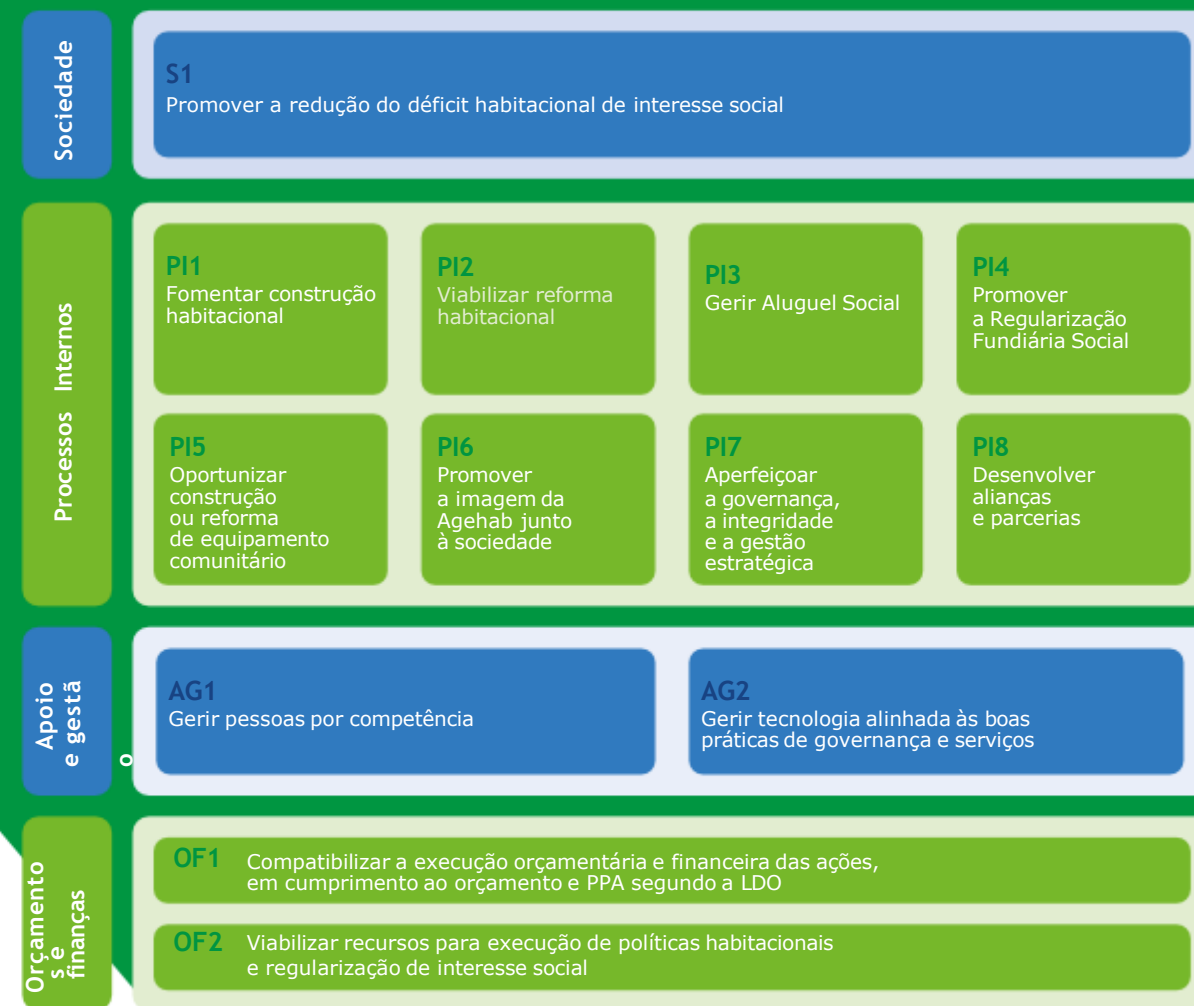 Sociedade
S1
Promover a redução do déficit habitacional de interesse social
Processos Internos
PI1
Fomentar construção
habitacional
PI2
Viabilizar reforma
habitacional
PI3
Gerir Aluguel Social
PI4
Promover
a Regularização
Fundiária Social
PI5
Oportunizar
construção
ou reforma
de equipamento
comunitário
PI6
Promover
a imagem da
Agehab junto
à sociedade
PI7
Aperfeiçoar
a governança,
a integridade
e a gestão
estratégica
PI8
Desenvolver
alianças
e parcerias
Apoio
e gestã
o
AG1
Gerir pessoas por competência
AG2
Gerir tecnologia alinhada às boas
práticas de governança e serviços
Orçamento
s e
finanças
OF1
Compatibilizar a execução orçamentária e financeira das ações,
em cumprimento ao orçamento e PPA segundo a LDO
OF2
Viabilizar recursos para execução de políticas habitacionais
e regularização de interesse social